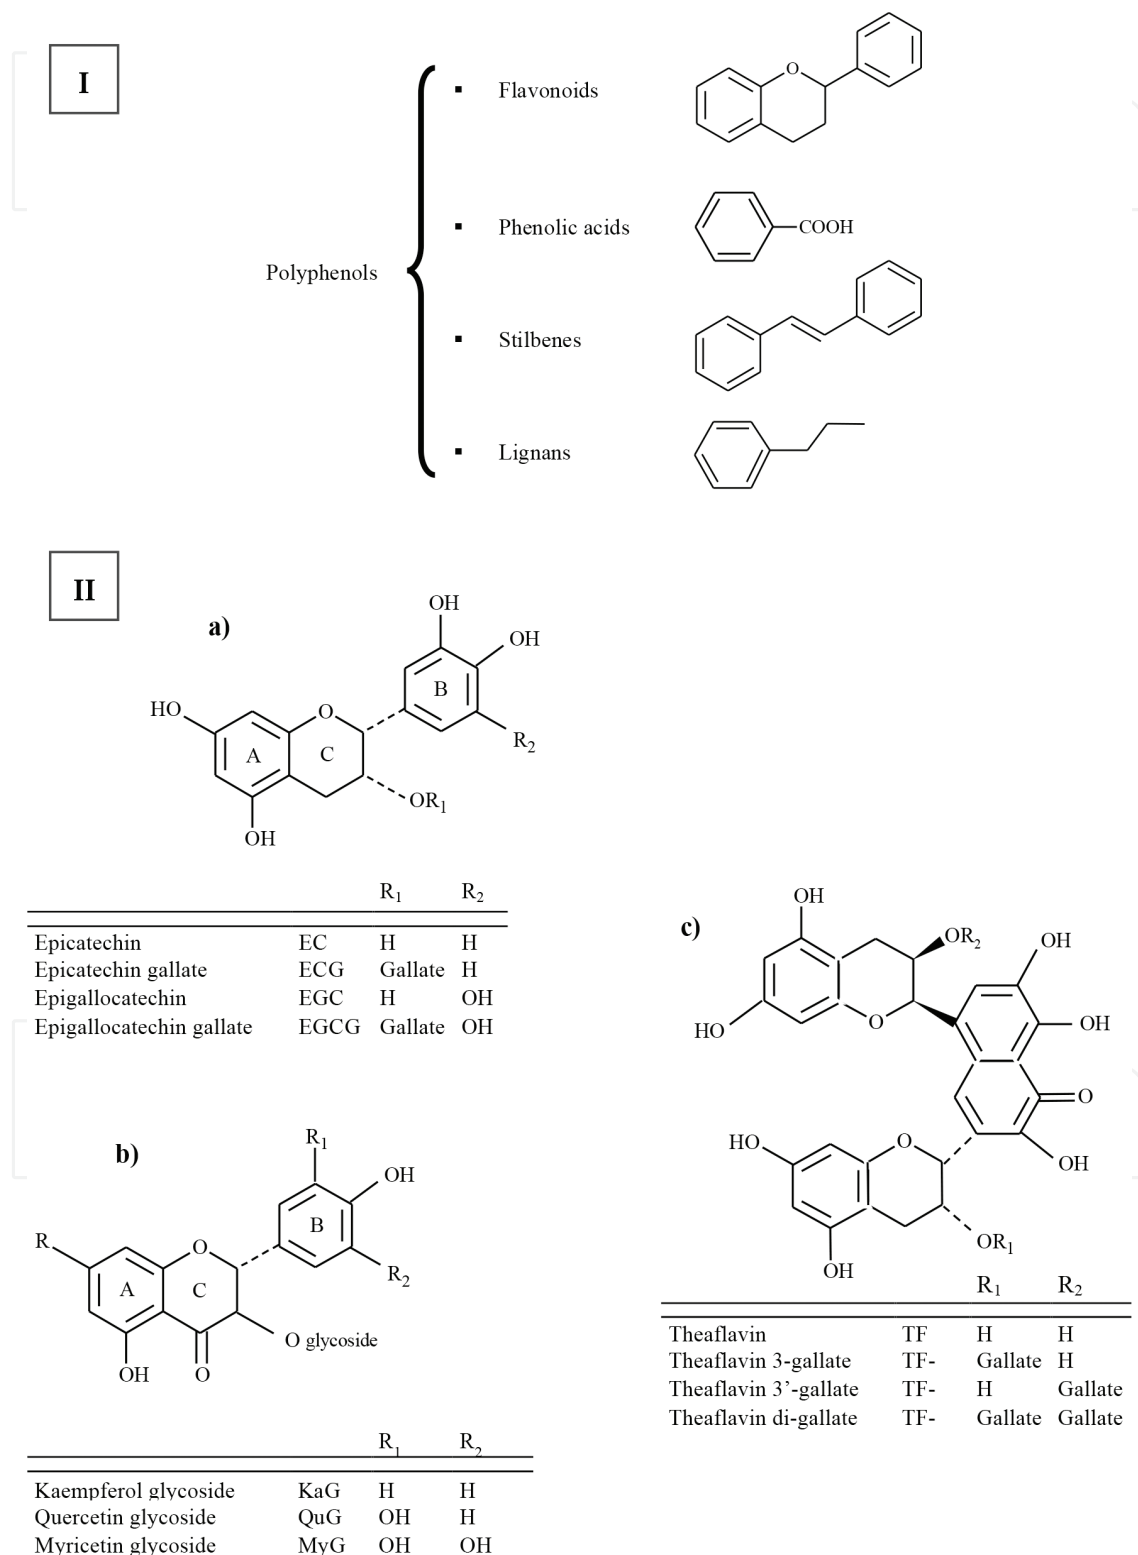 I
▪ Flavonoids
O
▪ Phenolic acids
COOH
Polyphenols
▪ Stilbenes
▪ Lignans
II
a)
OH
OH
B
HO
O
A
C
R2
OR1
OH
R1 R2
Epicatechin EC H H
Epicatechin gallate ECG Gallate H
Epigallocatechin EGC H OH
Epigallocatechin gallate EGCG Gallate OH
b)
R1
OH
B
R
O
A
C
R2
O glycoside
OH
O
R1 R2
Kaempferol glycoside KaG H H
Quercetin glycoside QuG OH H
Myricetin glycoside MyG OH OH
c)
OH
OR2
OH
HO
O
OH
O
HO
O
OH
OR1
OH
R1 R2
Theaflavin TF H H
Theaflavin 3-gallate TF- Gallate H
Theaflavin 3’-gallate TF- H Gallate
Theaflavin di-gallate TF- Gallate Gallate